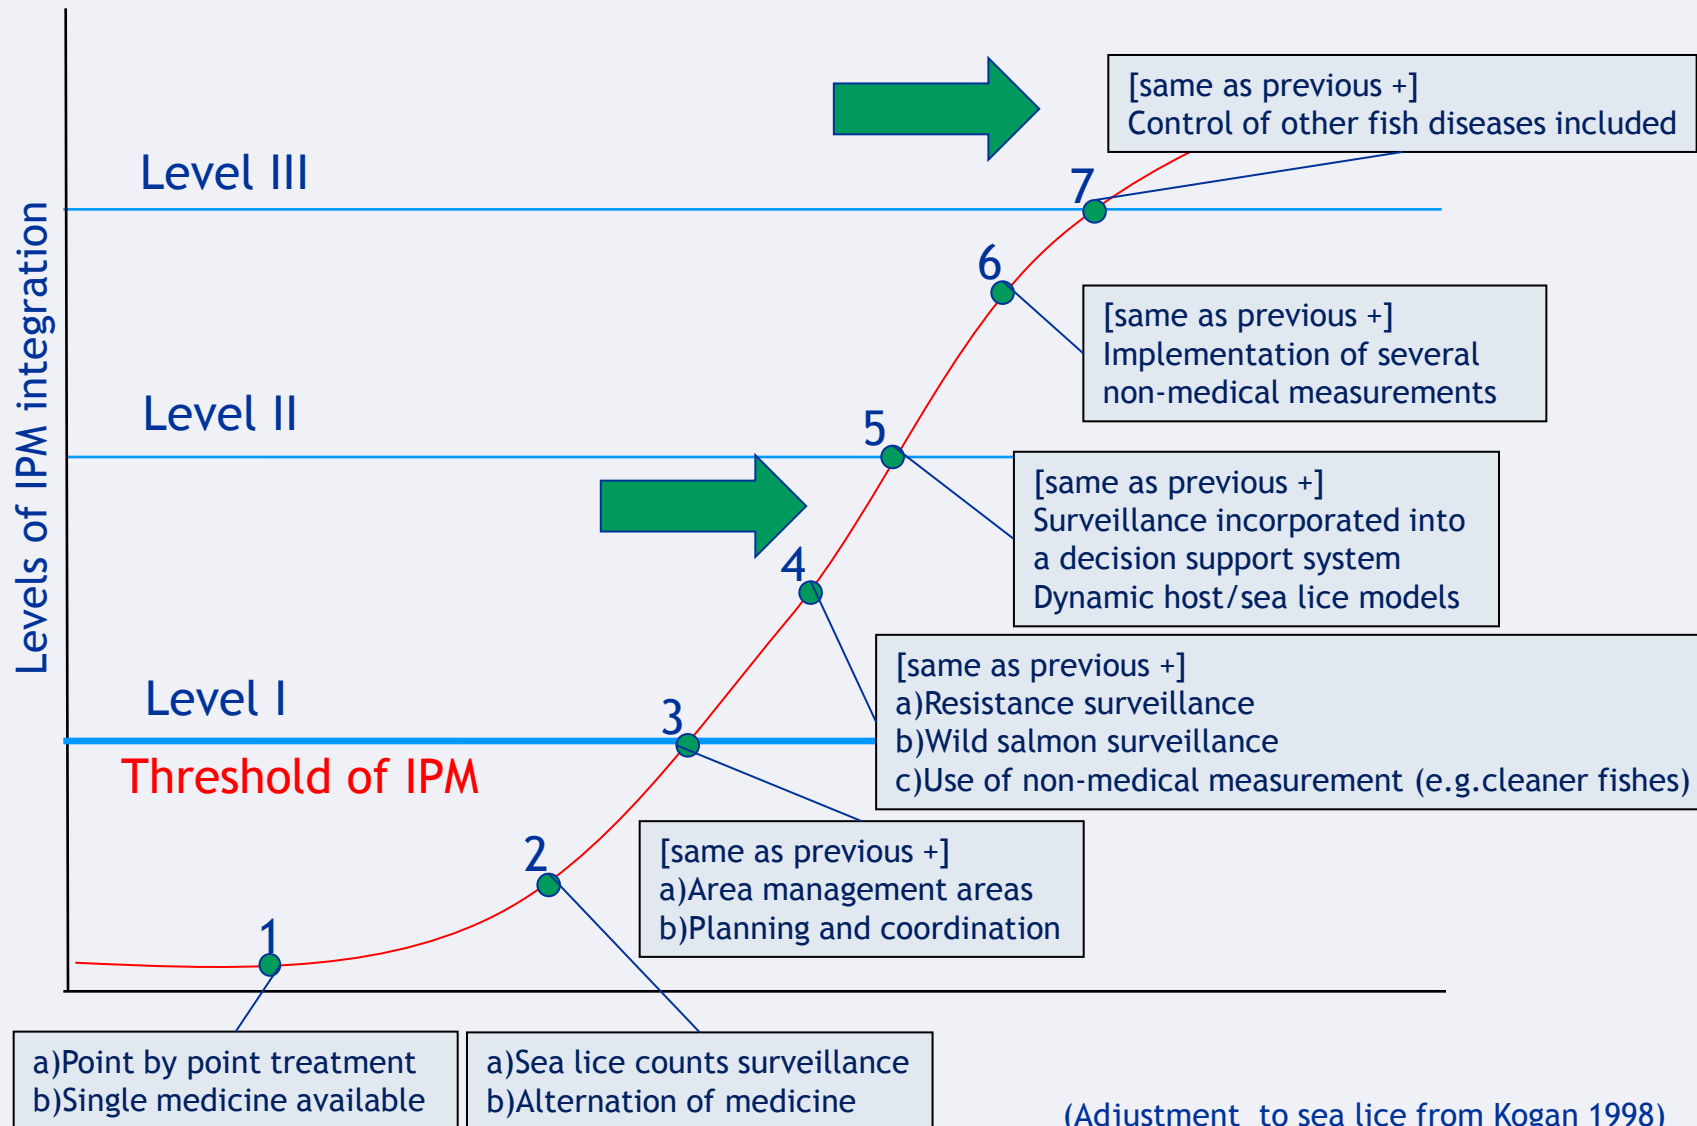 [same as previous +]
Control of other fish diseases included
Level III
7
6
[same as previous +]
Implementation of several
non-medical measurements
Levels of IPM integration
Level II
5
[same as previous +]
Surveillance incorporated into
a decision support system
Dynamic host/sea lice models
4
[same as previous +]
a)Resistance surveillance
b)Wild salmon surveillance
c)Use of non-medical measurement (e.g.cleaner fishes)
Level I
3
Threshold of IPM
[same as previous +]
a)Area management areas
b)Planning and coordination
2
1
a)Point by point treatment
b)Single medicine available
a)Sea lice counts surveillance
b)Alternation of medicine
(Adjustment to sea lice from Kogan 1998)